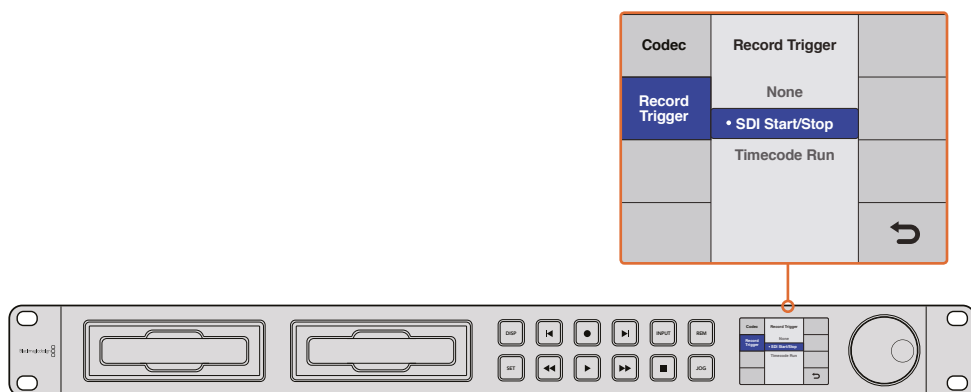 Codec
Record Trigger
None
Record
Trigger
• SDI Start/Stop
Timecode Run
DISP
INPUT
REM
SET
JOG
Codec
Record Trigger
None
Record
Trigger
• SDI Start/Stop
Timecode Run